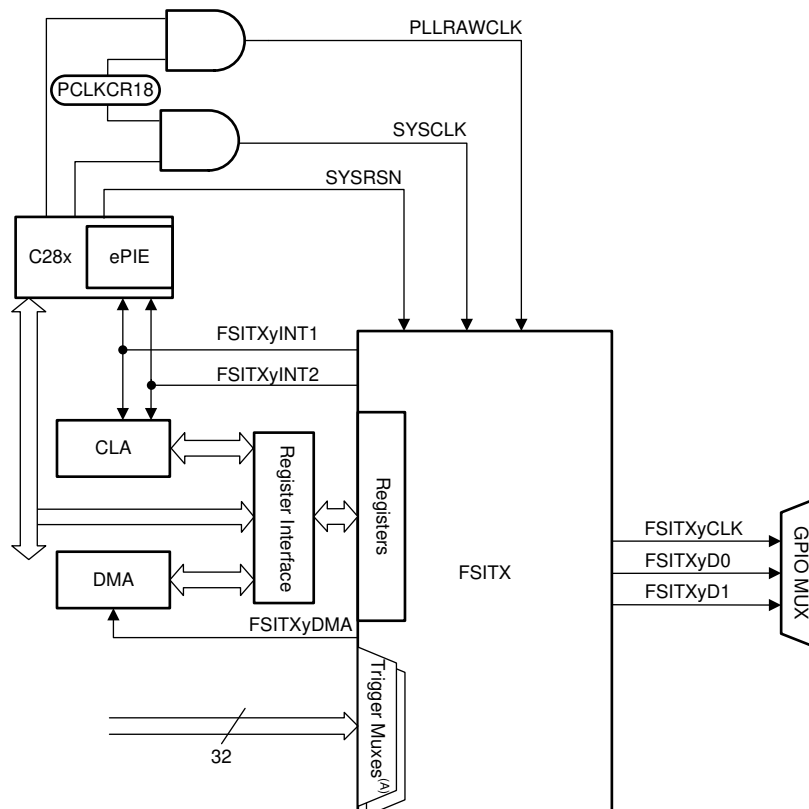 PLLRAWCLK
PCLKCR18
SYSCLK
SYSRSN
C28x
ePIE
FSITXyINT1
FSITXyINT2
CLA
Register Interface
Registers
FSITX
FSITXyCLK
FSITXyD0
FSITXyD1
GPIO MUX
DMA
FSITXyDMA
Trigger Muxes(A)
32